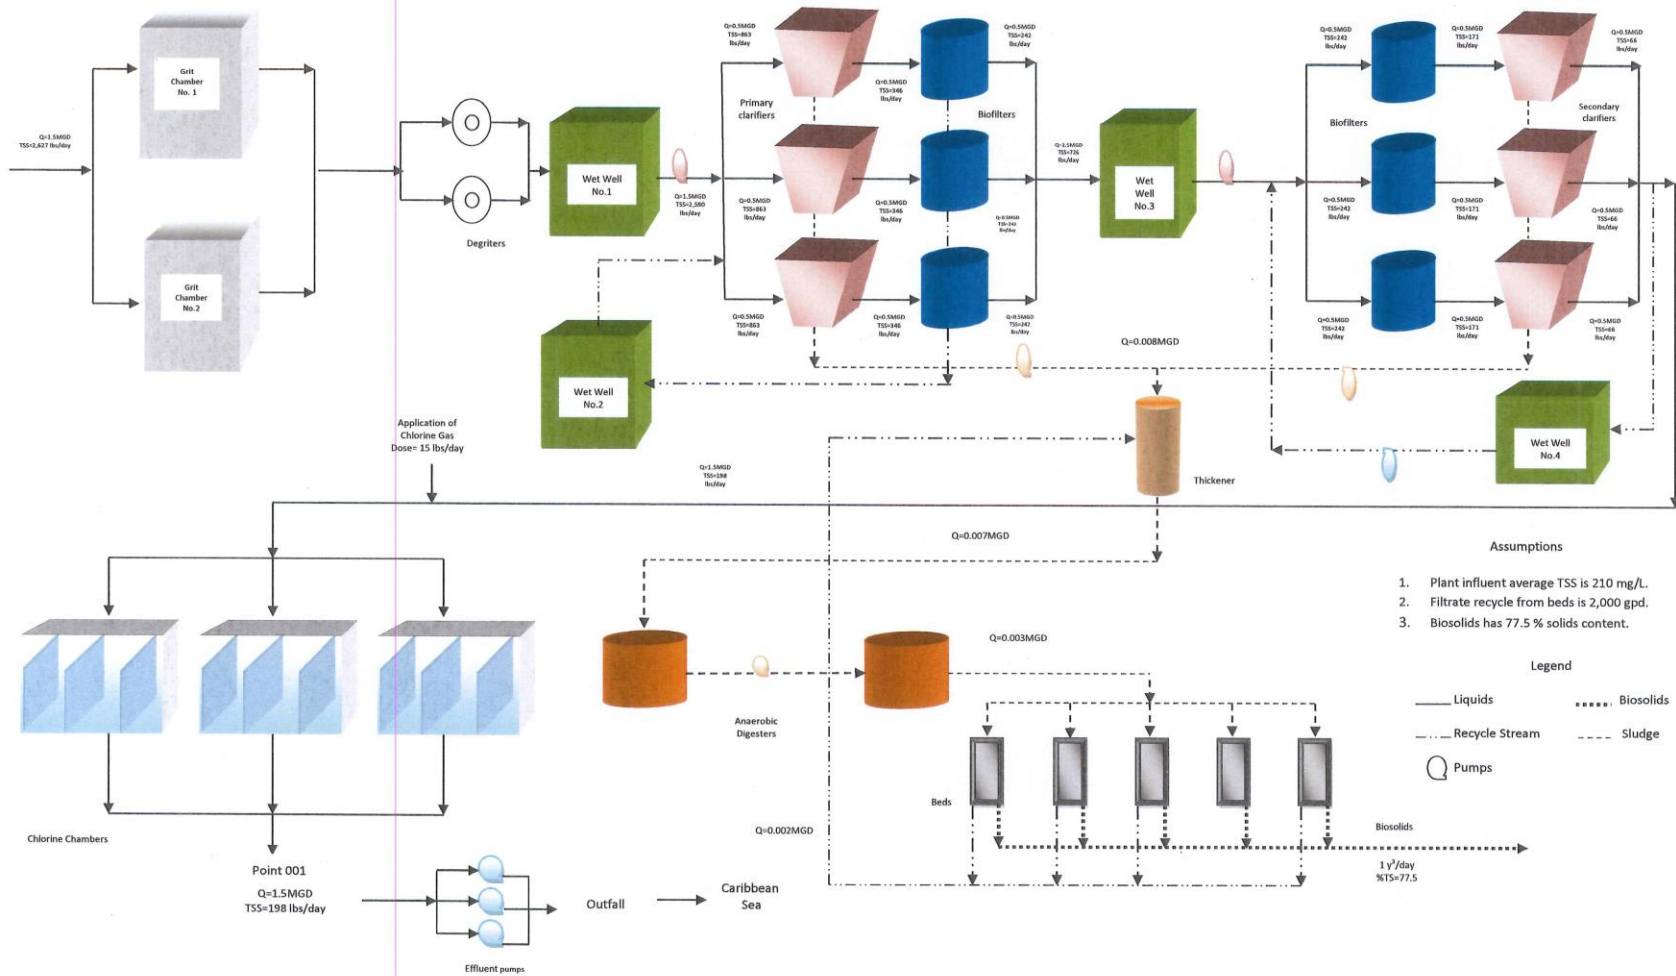 Q=1.5MGD
TSS=2,627 lbs/day
Grit
Chamber
No. 1
Grit
Chamber
No.2
Degriters
Wet Well
No.1
Q=1.5MGD
TSS=2,590
lbs/day
Wet Well
No.2
Q=0.5MGD
TSS=863
lbs/day
Q=0.5MGD
TSS=863
lbs/day
Q=0.5MGD
TSS=863
lbs/day
Primary
clarifiers
Q=0.5MGD
TSS=346
lbs/day
Q=0.5MGD
TSS=346
lbs/day
Q=0.5MGD
TSS=346
lbs/day
Biofilters
Q=0.5MGD
TSS=242
lbs/day
Q=0.5MGD
TSS=242
lbs/day
Q=0.5MGD
TSS=242
lbs/day
Q=1.5MGD
TSS=726
lbs/day
Wet
Well
No.3
Q=0.5MGD
TSS=242
lbs/day
Q=0.5MGD
TSS=242
lbs/day
Q=0.5MGD
TSS=242
lbs/day
Biofilters
Q=0.5MGD
TSS=171
lbs/day
Q=0.5MGD
TSS=171
lbs/day
Q=0.5MGD
TSS=171
lbs/day
Secondary
clarifiers
Q=0.5MGD
TSS=66
lbs/day
Q=0.5MGD
TSS=66
lbs/day
Q=0.5MGD
TSS=66
lbs/day
Q=0.008MGD
Wet Well
No.4
Thickener
Application of
Chlorine Gas
Dose= 15 lbs/day
Q=1.5MGD
TSS=198
lbs/day
Q=0.007MGD
Q=0.003MGD
Anaerobic
Digesters
Beds
Q=0.002MGD
Biosolids
1 y³/day
%TS=77.5
Chlorine Chambers
Point 001
Q=1.5MGD
TSS=198 lbs/day
Effluent pumps
Outfall
Caribbean
Sea
Assumptions
1. Plant influent average TSS is 210 mg/L.
2. Filtrate recycle from beds is 2,000 gpd.
3. Biosolids has 77.5 % solids content.
Legend
Liquids
Biosolids
Recycle Stream
Sludge
Pumps